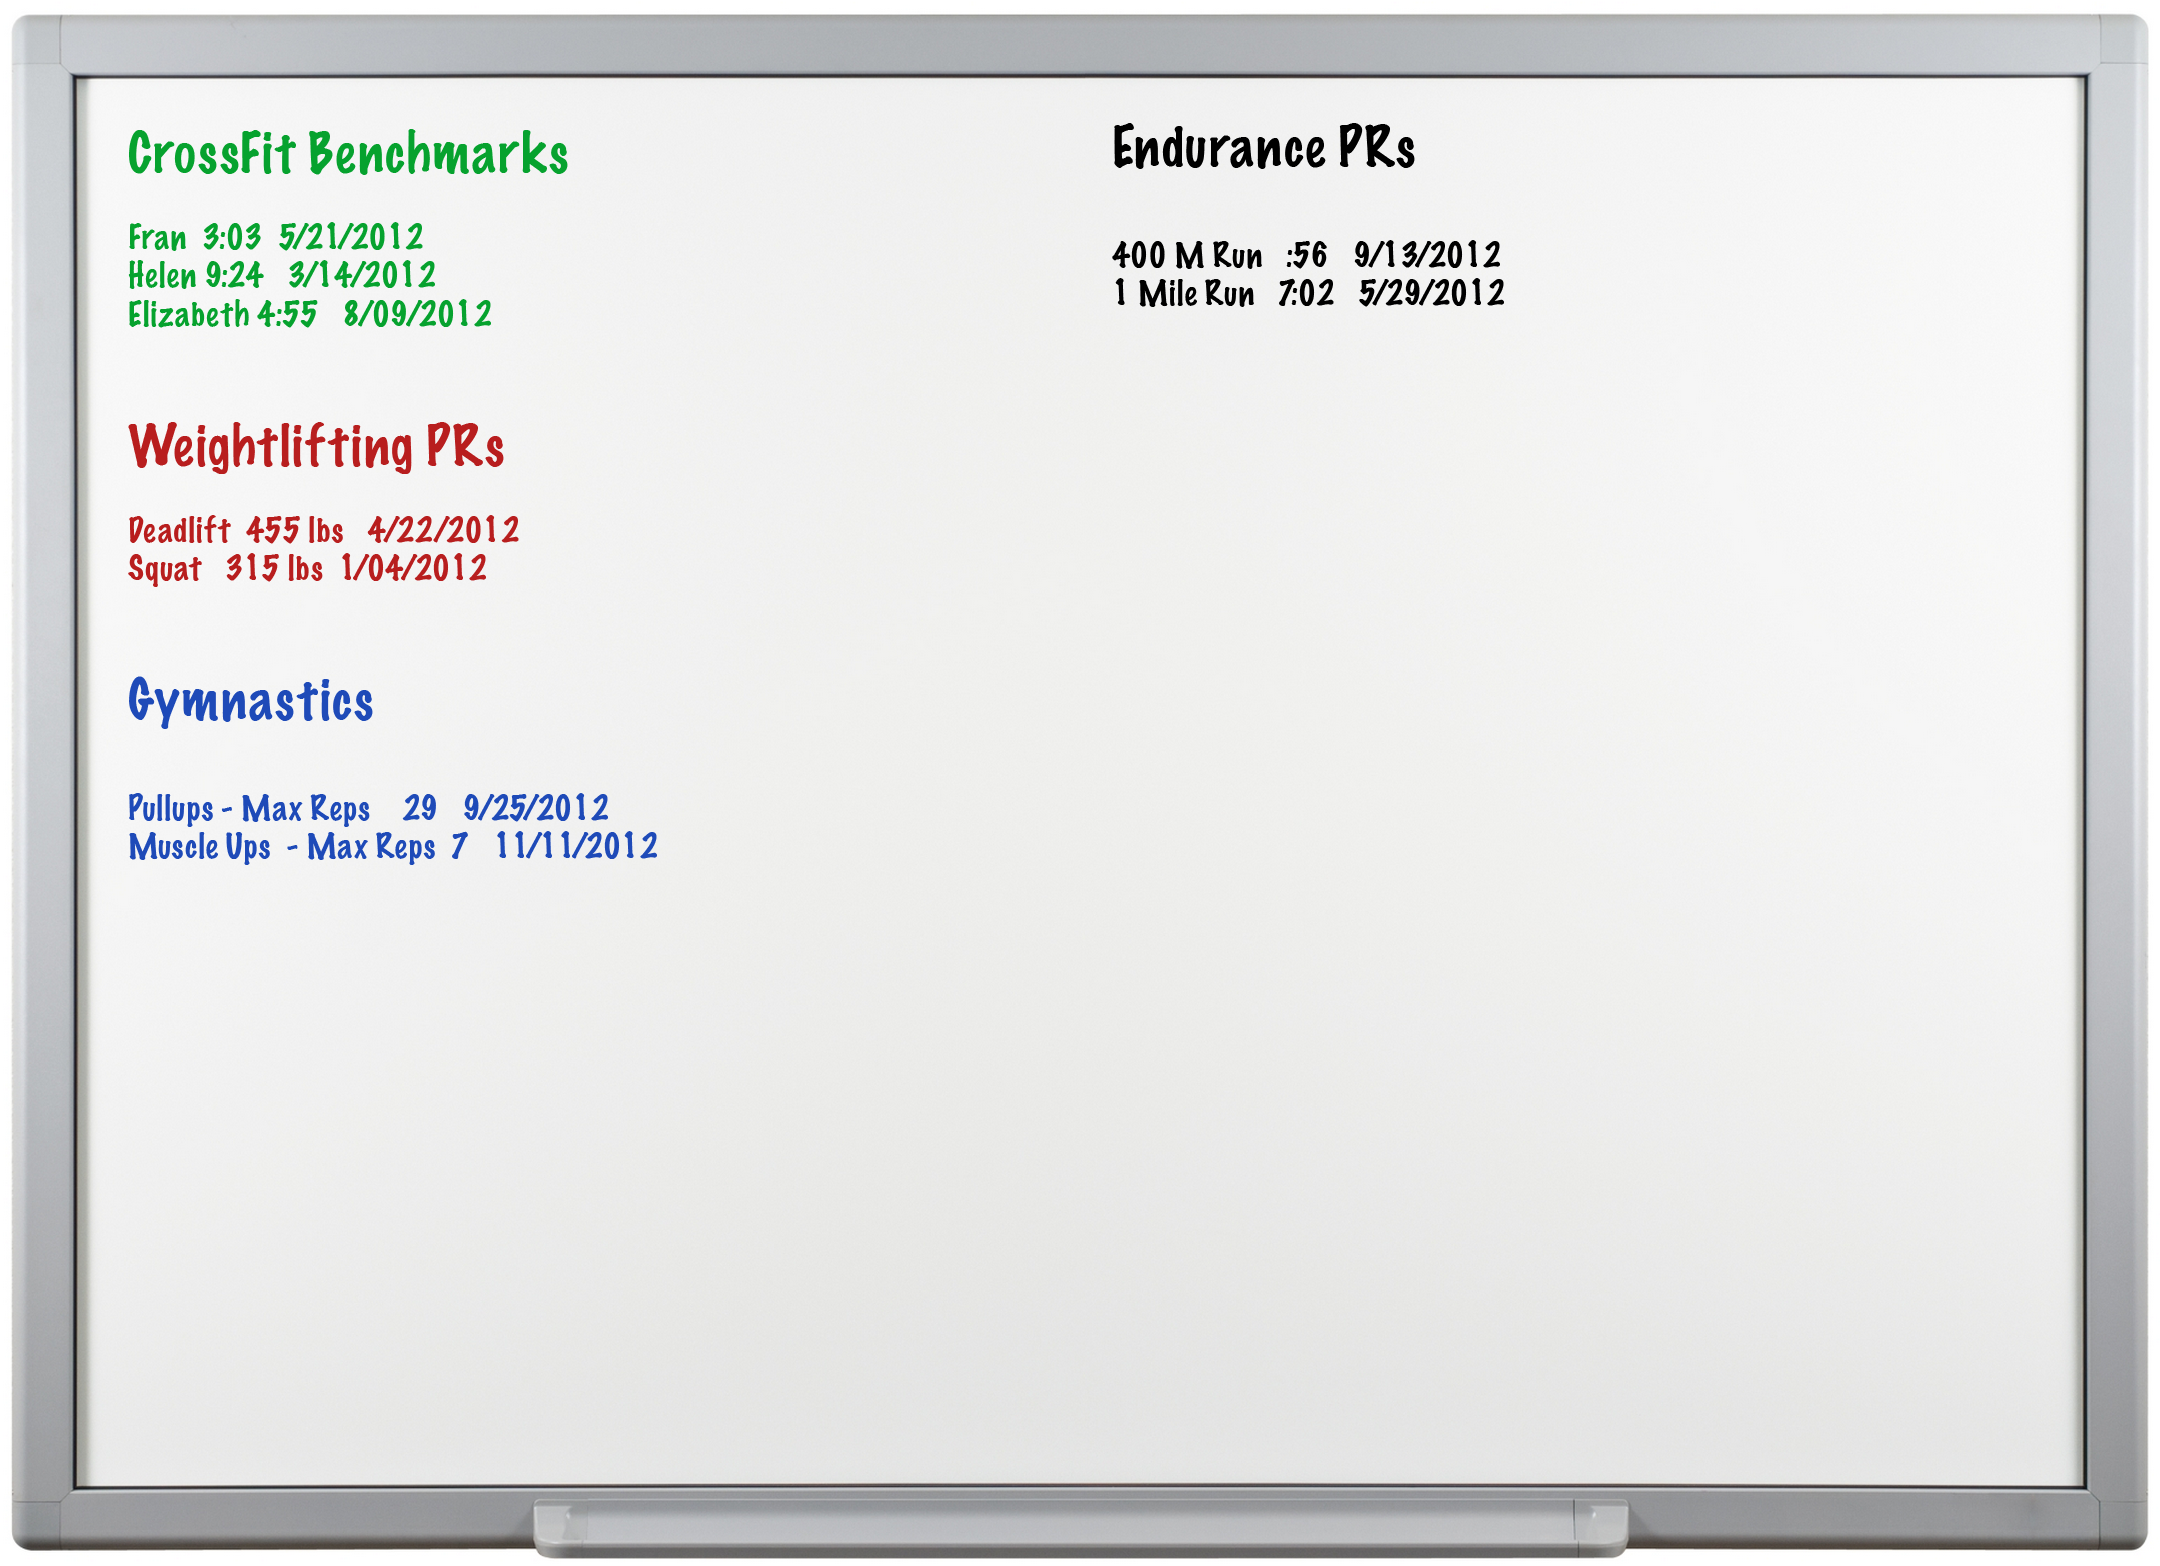 CrossFit Benchmarks
Fran 3:03 5/21/2012
Helen 9:24 3/14/2012
Elizabeth 4:55 8/09/2012
Weightlifting PRs
Deadlift 455 lbs 4/22/2012
Squat 315 lbs 1/04/2012
Gymnastics
Pullups - Max Reps 29 9/25/2012
Muscle Ups - Max Reps 7 11/11/2012
Endurance PRs
400 M Run :56 9/13/2012
1 Mile Run 7:02 5/29/2012